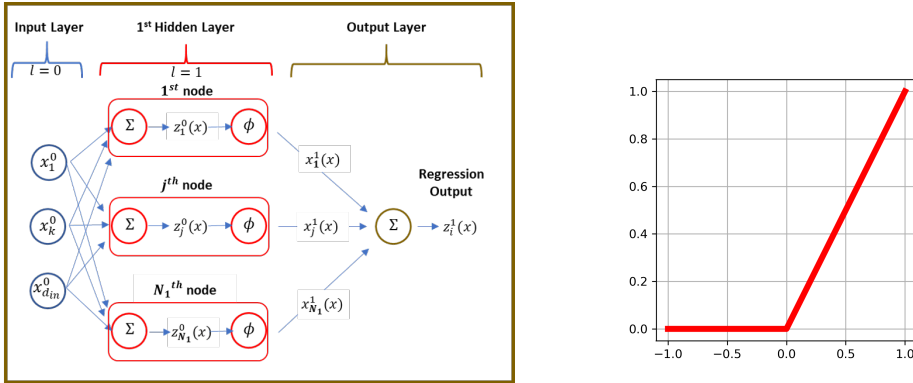 Input Layer
1st Hidden Layer
Output Layer
l = 0
l = 1
1st node
Σ z_1^0(x) ϕ
x_1^0
x_1^1(x)
jth node
Regression
Output
x_k^0
Σ z_j^0(x) ϕ
x_j^1(x)
Σ
z_i^1(x)
x_{d_{in}}^0
N_1th node
x_{N_1}^1(x)
Σ z_{N_1}^0(x) ϕ
1.0
0.8
0.6
0.4
0.2
0.0
−1.0 −0.5 0.0 0.5 1.0